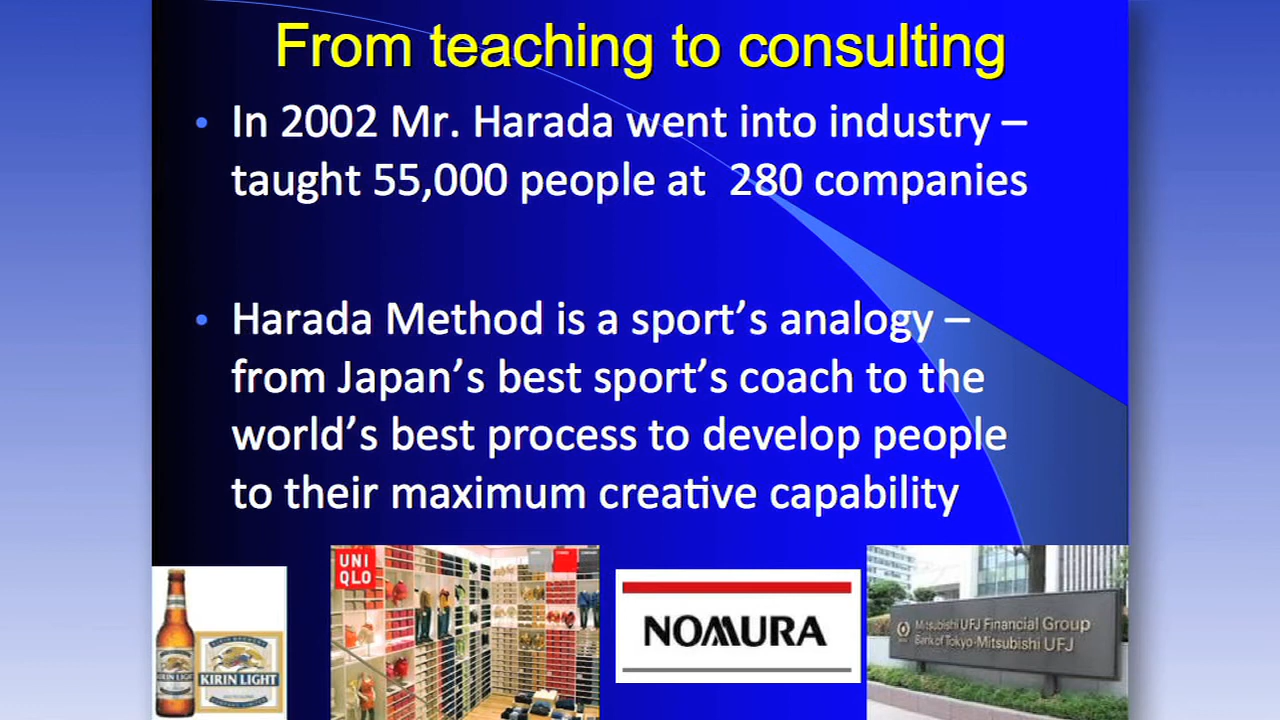 From teaching to consulting
• In 2002 Mr. Harada went into industry –
taught 55,000 people at  280 companies
• Harada Method is a sport’s analogy –
from Japan’s best sport’s coach to the
world’s best process to develop people
to their maximum creative capability
KIRIN LIGHT
UNI
QLO
NOMURA
Mitsubishi UFJ Financial Group
Bank of Tokyo-Mitsubishi UFJ